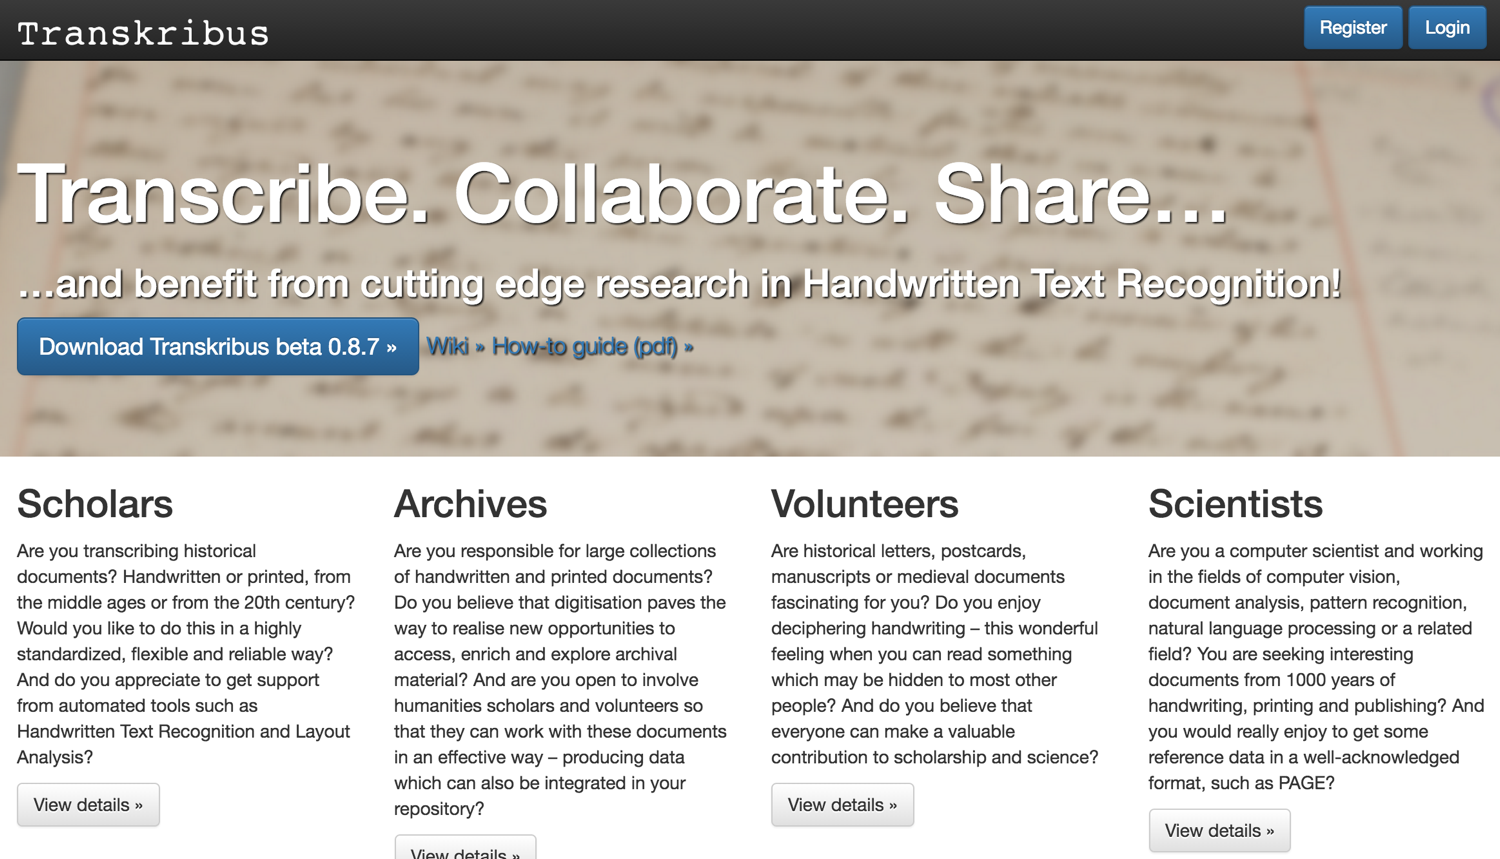 Transkribus
Register
Login
Transcribe. Collaborate. Share...
...and benefit from cutting edge research in Handwritten Text Recognition!
Download Transkribus beta 0.8.7 »
Wiki » How-to guide (pdf) »
Scholars
Are you transcribing historical
documents? Handwritten or printed, from
the middle ages or from the 20th century?
Would you like to do this in a highly
standardized, flexible and reliable way?
And do you appreciate to get support
from automated tools such as
Handwritten Text Recognition and Layout
Analysis?
View details »
Archives
Are you responsible for large collections
of handwritten and printed documents?
Do you believe that digitisation paves the
way to realise new opportunities to
access, enrich and explore archival
material? And are you open to involve
humanities scholars and volunteers so
that they can work with these documents
in an effective way – producing data
which can also be integrated in your
repository?
View details »
Volunteers
Are historical letters, postcards,
manuscripts or medieval documents
fascinating for you? Do you enjoy
deciphering handwriting – this wonderful
feeling when you can read something
which may be hidden to most other
people? And do you believe that
everyone can make a valuable
contribution to scholarship and science?
View details »
Scientists
Are you a computer scientist and working
in the fields of computer vision,
document analysis, pattern recognition,
natural language processing or a related
field? You are seeking interesting
documents from 1000 years of
handwriting, printing and publishing? And
you would really enjoy to get some
reference data in a well-acknowledged
format, such as PAGE?
View details »